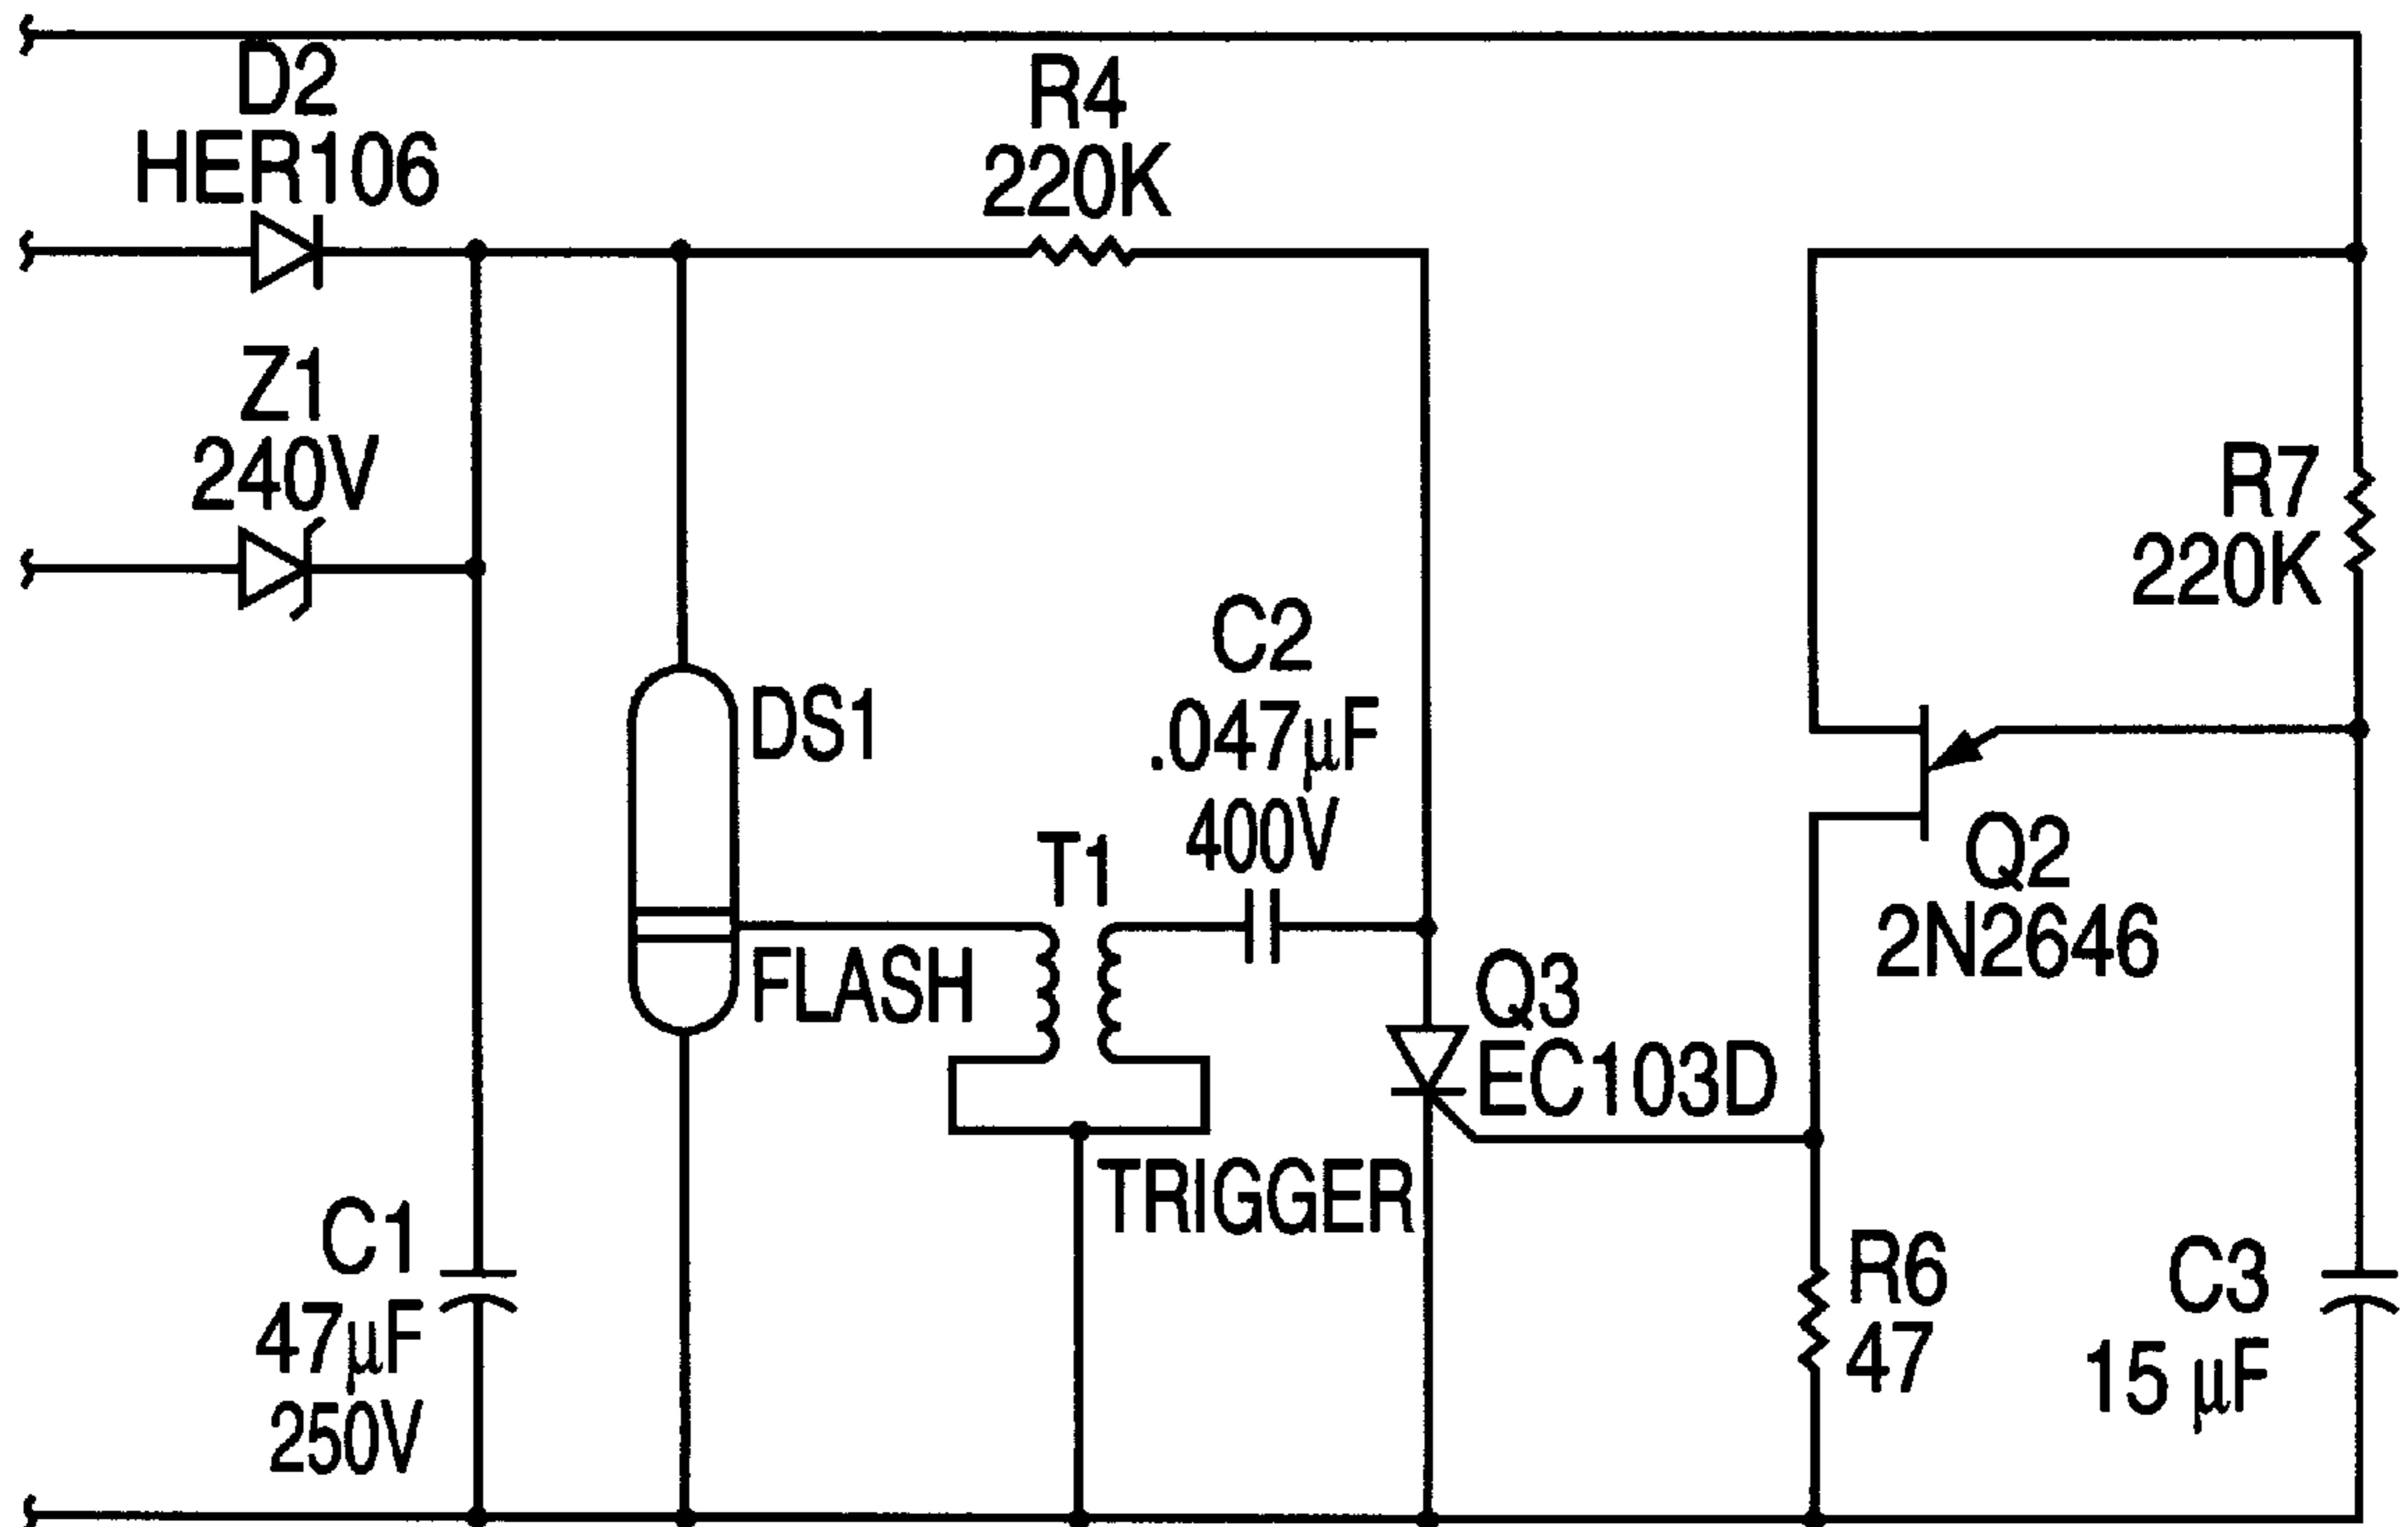 D2
HER106
R4
220K
Z1
240V
R7
220K
C2
.047µF
400V
DS1
T1
Q2
2N2646
FLASH
Q3
EC103D
TRIGGER
C1
47µF
250V
R6
47
C3
15 µF